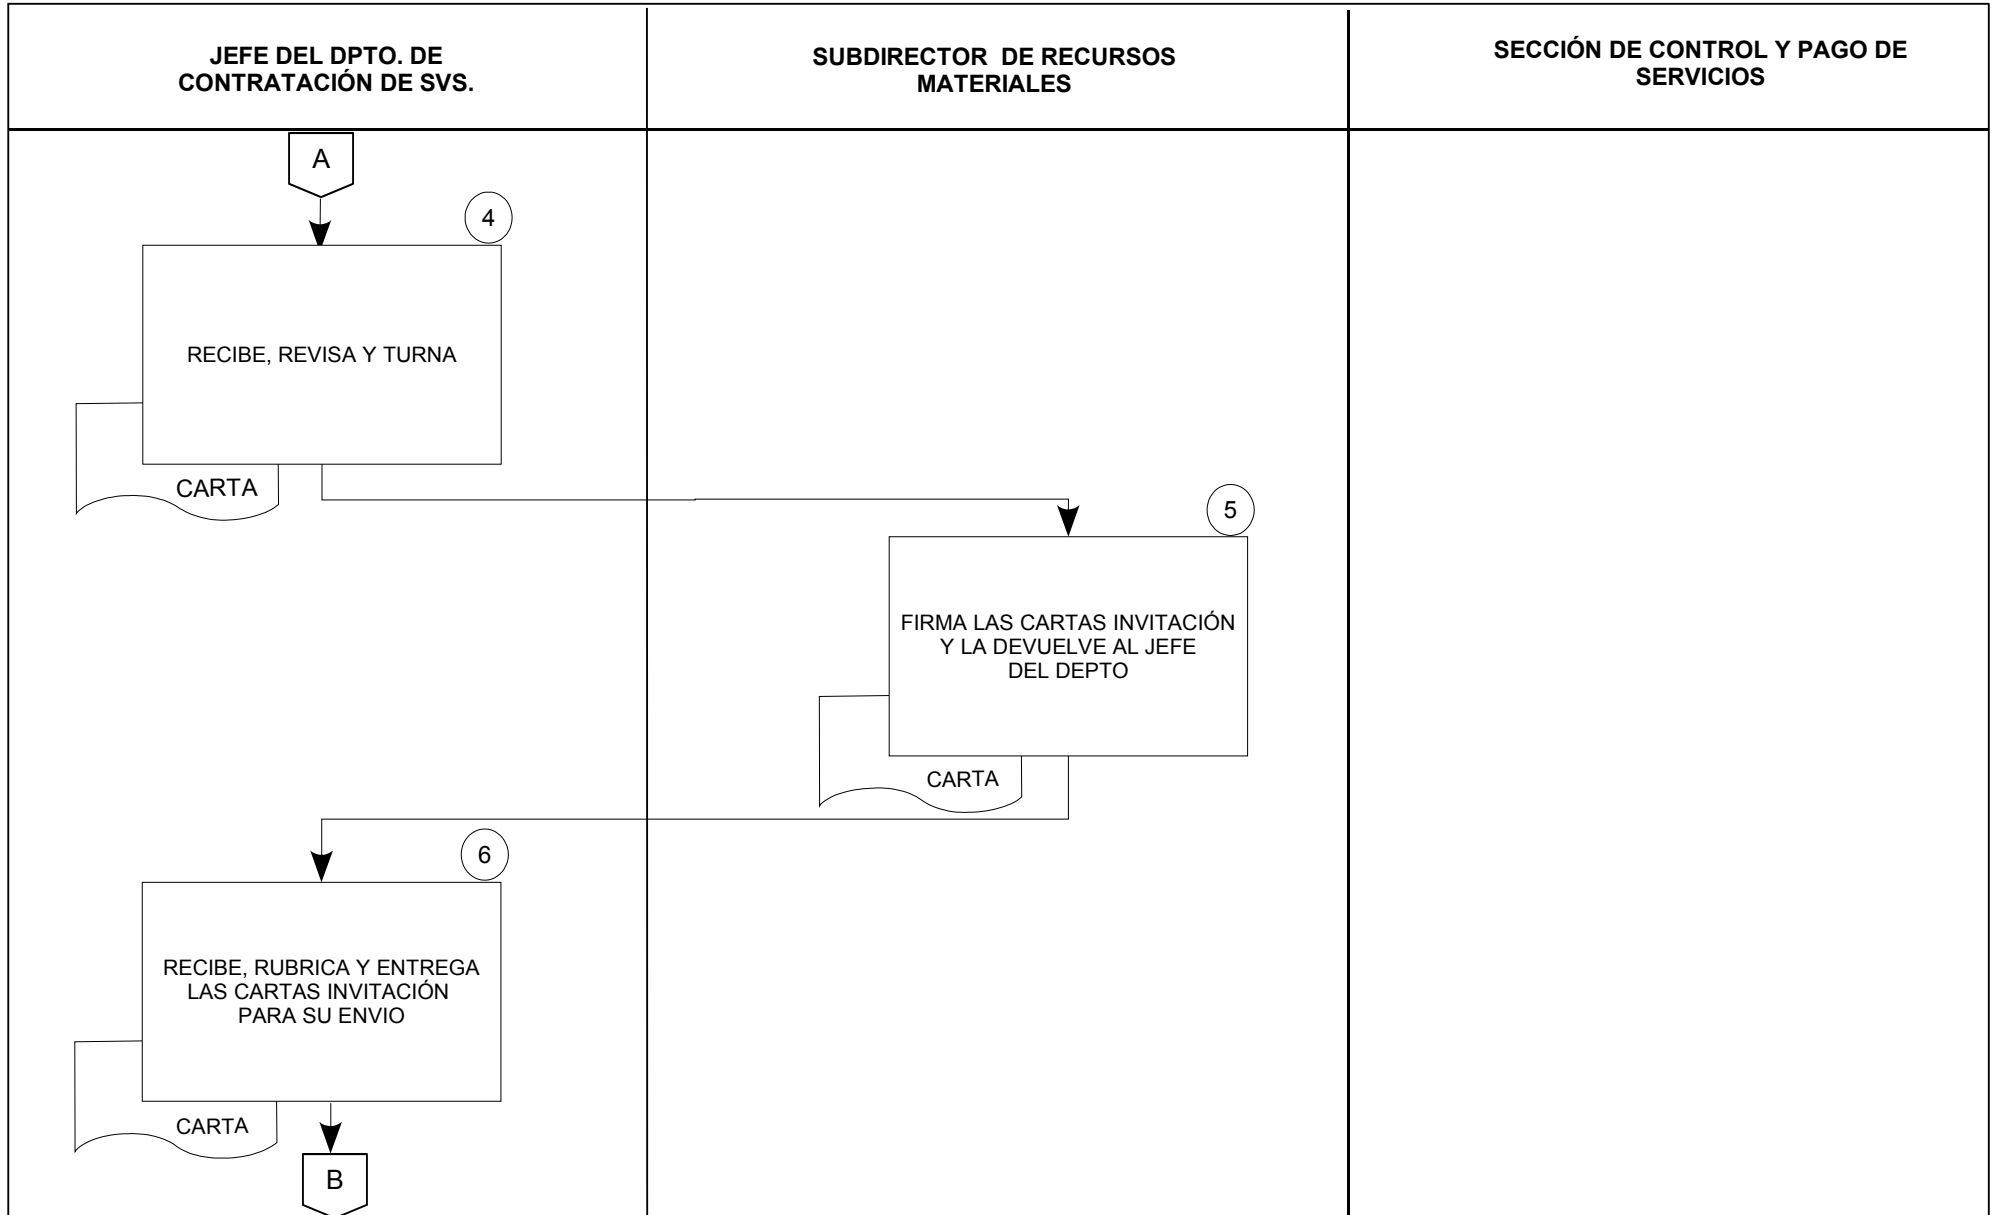 JEFE DEL DPTO. DE
CONTRATACIÓN DE SVS.
SUBDIRECTOR DE RECURSOS
MATERIALES
SECCIÓN DE CONTROL Y PAGO DE
SERVICIOS
A
4
RECIBE, REVISA Y TURNA
CARTA
5
FIRMA LAS CARTAS INVITACIÓN
Y LA DEVUELVE AL JEFE
DEL DEPTO
CARTA
6
RECIBE, RUBRICA Y ENTREGA
LAS CARTAS INVITACIÓN
PARA SU ENVIO
CARTA
B